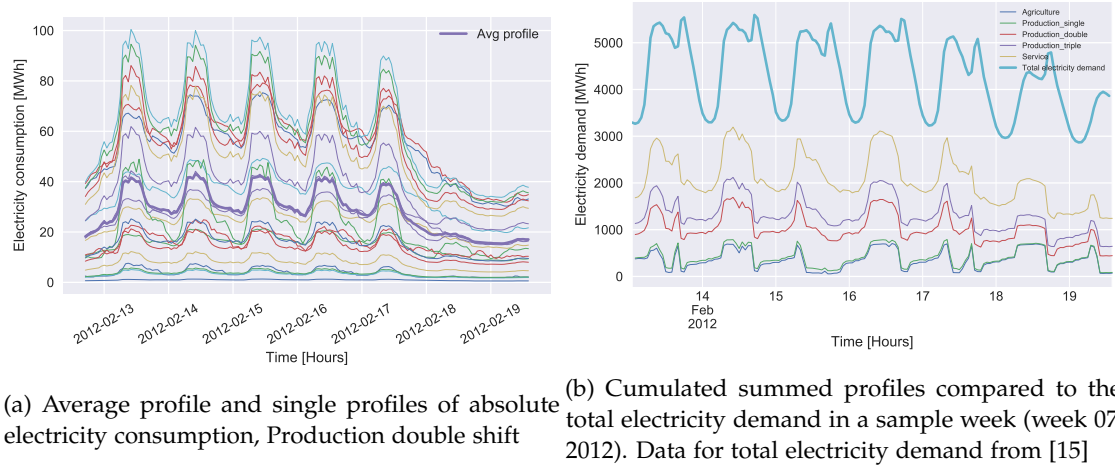 Electricity consumption [MWh]
100
80
60
40
20
0
Avg profile
2012-02-13
2012-02-14
2012-02-15
2012-02-16
2012-02-17
2012-02-18
2012-02-19
Time [Hours]
(a) Average profile and single profiles of absolute
electricity consumption, Production double shift
Electricity demand [MWh]
5000
4000
3000
2000
1000
0
Agriculture
Production_single
Production_double
Production_triple
Service
Total electricity demand
14
Feb
2012
15
16
17
18
19
Time [Hours]
(b) Cumulated summed profiles compared to the
total electricity demand in a sample week (week 07
2012). Data for total electricity demand from [15]